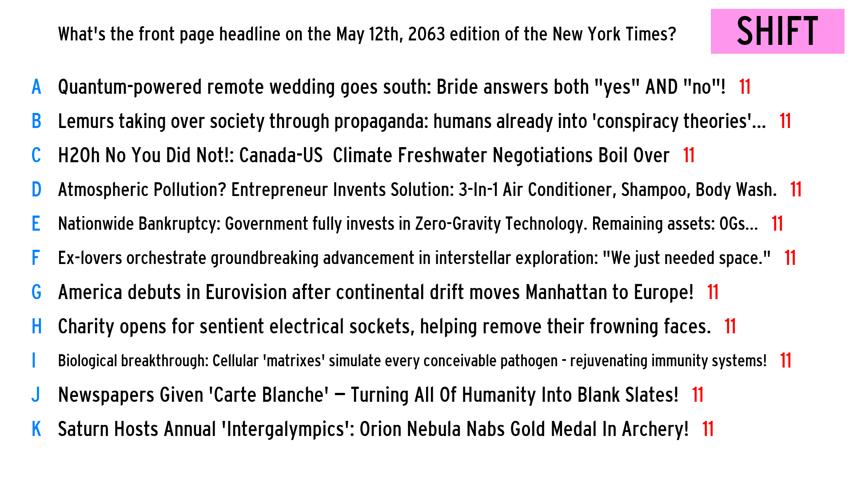 What's the front page headline on the May 12th, 2063 edition of the New York Times?
SHIFT
A Quantum-powered remote wedding goes south: Bride answers both "yes" AND "no"! 11
B Lemurs taking over society through propaganda: humans already into 'conspiracy theories'... 11
C H2Oh No You Did Not!: Canada-US Climate Freshwater Negotiations Boil Over 11
D Atmospheric Pollution? Entrepreneur Invents Solution: 3-In-1 Air Conditioner, Shampoo, Body Wash. 11
E Nationwide Bankruptcy: Government fully invests in Zero-Gravity Technology. Remaining assets: 0Gs... 11
F Ex-lovers orchestrate groundbreaking advancement in interstellar exploration: "We just needed space." 11
G America debuts in Eurovision after continental drift moves Manhattan to Europe! 11
H Charity opens for sentient electrical sockets, helping remove their frowning faces. 11
I Biological breakthrough: Cellular 'matrixes' simulate every conceivable pathogen - rejuvenating immunity systems! 11
J Newspapers Given 'Carte Blanche' – Turning All Of Humanity Into Blank Slates! 11
K Saturn Hosts Annual 'Intergalympics': Orion Nebula Nabs Gold Medal In Archery! 11